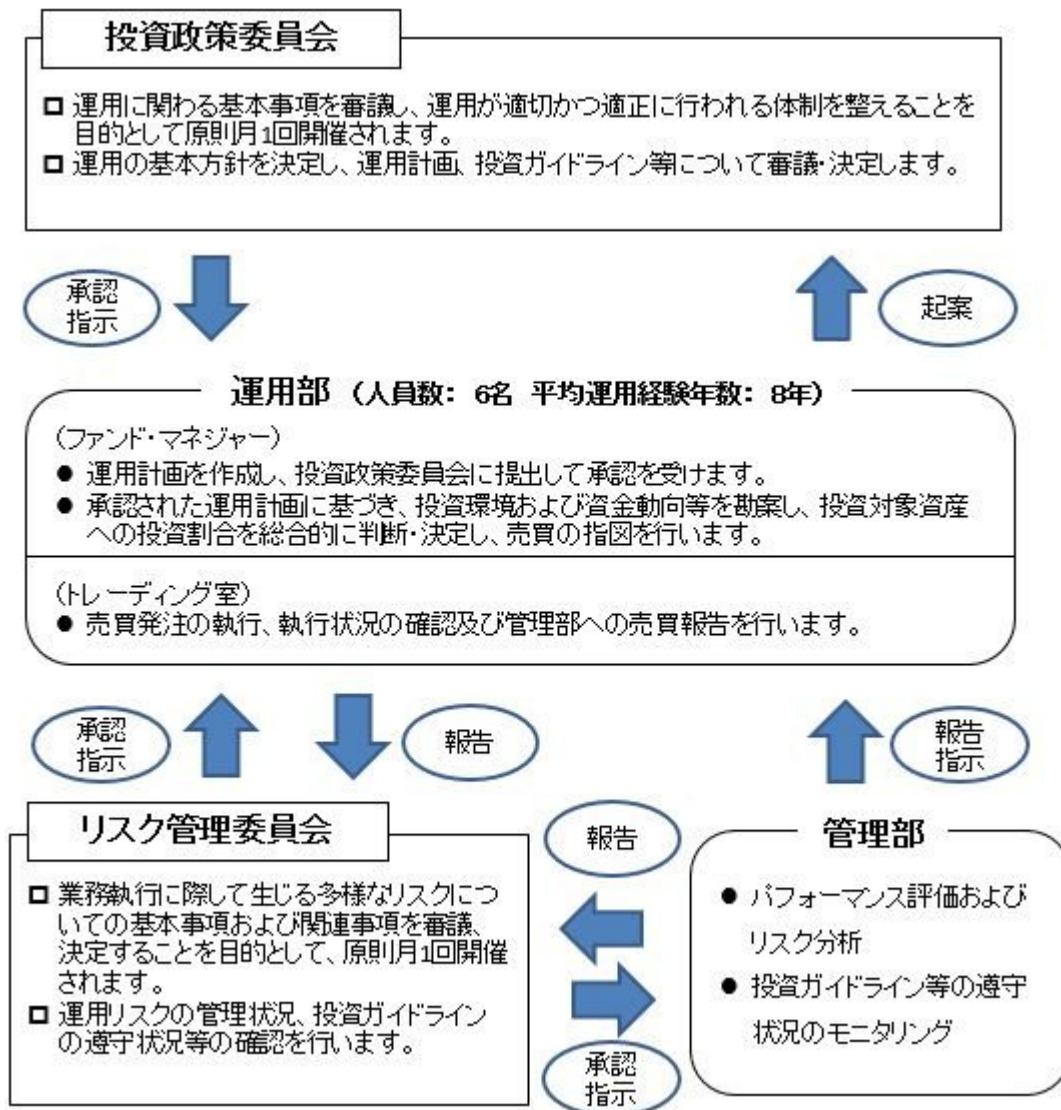 投資政策委員会
□ 運用に関わる基本事項を審議し、運用が適切かつ適正に行われる体制を整えることを
目的として原則月1回開催されます。
□ 運用の基本方針を決定し、運用計画、投資ガイドライン等について審議・決定します。
承認
指示
起案
運用部 (人員数: 6名 平均運用経験年数: 8年)
(ファンド・マネジャー)
● 運用計画を作成し、投資政策委員会に提出して承認を受けます。
● 承認された運用計画に基づき、投資環境および資金動向等を勘案し、投資対象資産
への投資割合を総合的に判断・決定し、売買の指図を行います。
(トレーディング室)
● 売買発注の執行、執行状況の確認及び管理部への売買報告を行います。
承認
指示
報告
報告
指示
リスク管理委員会
□ 業務執行に際して生じる多様なリスクにつ
いての基本事項および関連事項を審議、
決定することを目的として、原則月1回開催
されます。
□ 運用リスクの管理状況、投資ガイドライン
の遵守状況等の確認を行います。
報告
承認
指示
管理部
● パフォーマンス評価および
リスク分析
● 投資ガイドライン等の遵守
状況のモニタリング